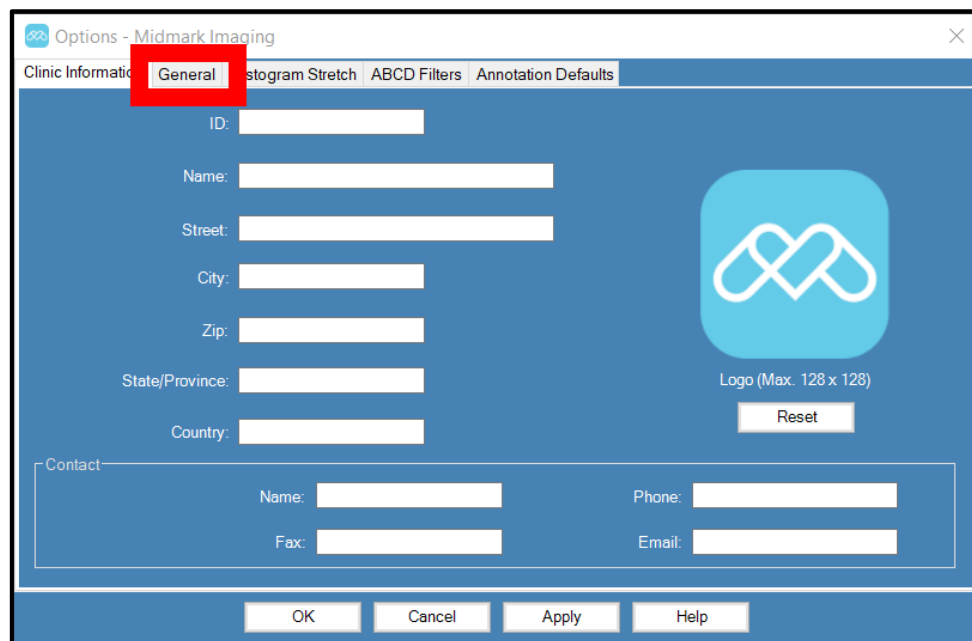 Options - Midmark Imaging
Clinic Informatio General stogram Stretch ABCD Filters Annotation Defaults
ID:
Name:
Street:
City:
Zip:
State/Province:
Country:
Logo (Max. 128 x 128)
Reset
Contact
Name: Phone:
Fax: Email:
OK Cancel Apply Help